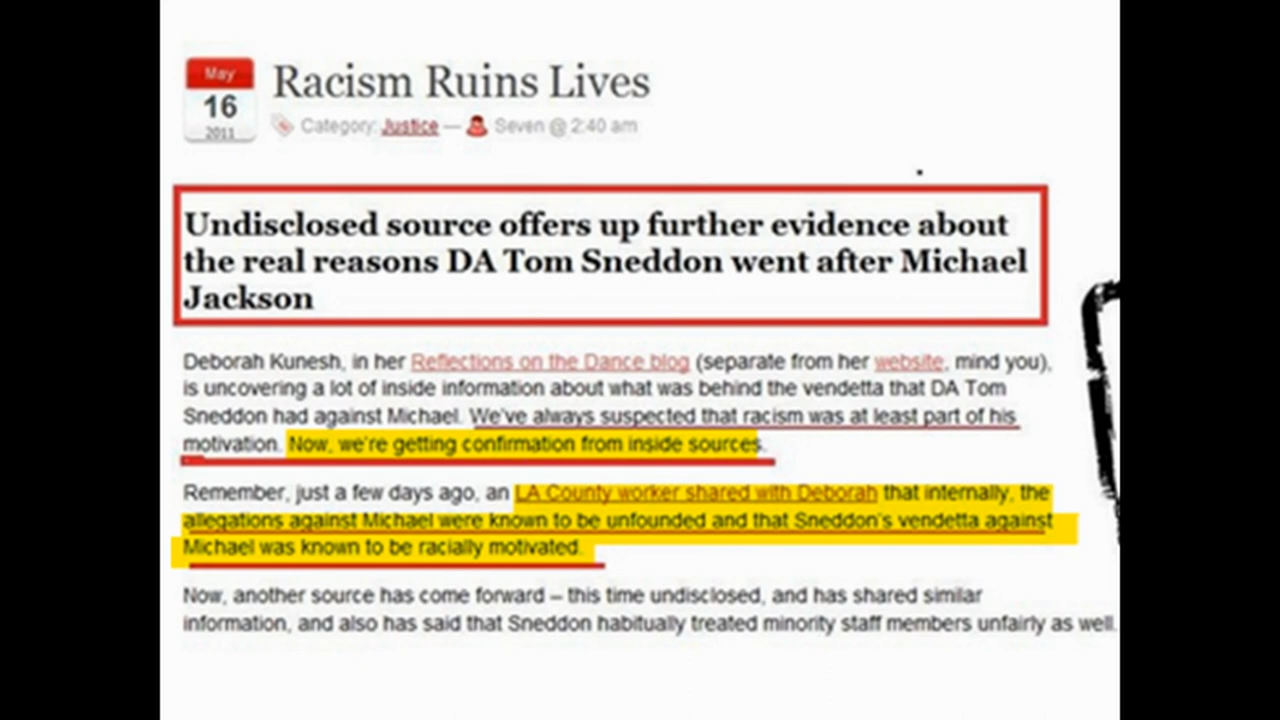 May
16
2011
Racism Ruins Lives
Category: Justice — Seven @ 2:40 am
Undisclosed source offers up further evidence about
the real reasons DA Tom Sneddon went after Michael
Jackson
Deborah Kunesh, in her Reflections on the Dance blog (separate from her website, mind you),
is uncovering a lot of inside information about what was behind the vendetta that DA Tom
Sneddon had against Michael. We've always suspected that racism was at least part of his
motivation. Now, we're getting confirmation from inside sources.
Remember, just a few days ago, an LA County worker shared with Deborah that internally, the
allegations against Michael were known to be unfounded and that Sneddon's vendetta against
Michael was known to be racially motivated.
Now, another source has come forward – this time undisclosed, and has shared similar
information, and also has said that Sneddon habitually treated minority staff members unfairly as well.